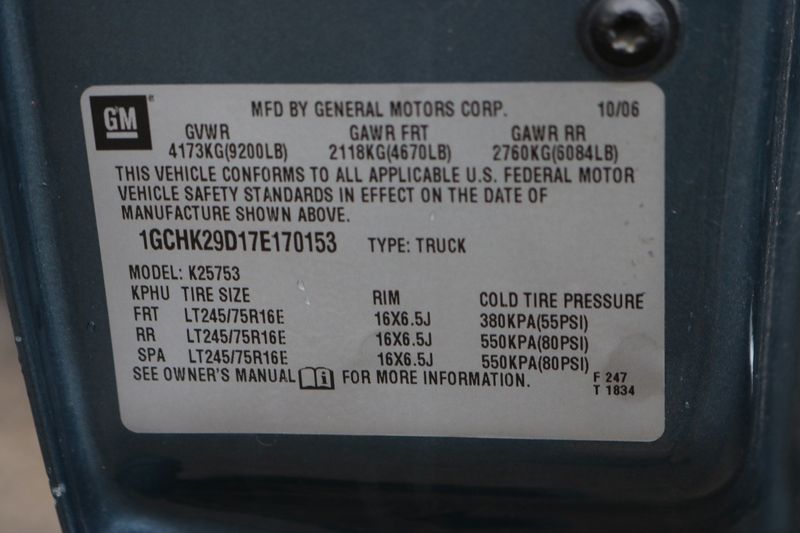 GM
MFD BY GENERAL MOTORS CORP. 10/06
GVWR GAWR FRT GAWR RR
4173KG(9200LB) 2118KG(4670LB) 2760KG(6084LB)
THIS VEHICLE CONFORMS TO ALL APPLICABLE U.S. FEDERAL MOTOR
VEHICLE SAFETY STANDARDS IN EFFECT ON THE DATE OF
MANUFACTURE SHOWN ABOVE.
1GCHK29D17E170153 TYPE: TRUCK
MODEL: K25753
KPHU TIRE SIZE RIM COLD TIRE PRESSURE
FRT LT245/75R16E 16X6.5J 380KPA(55PSI)
RR LT245/75R16E 16X6.5J 550KPA(80PSI)
SPA LT245/75R16E 16X6.5J 550KPA(80PSI)
SEE OWNER'S MANUAL FOR MORE INFORMATION.
F 247
T 1834